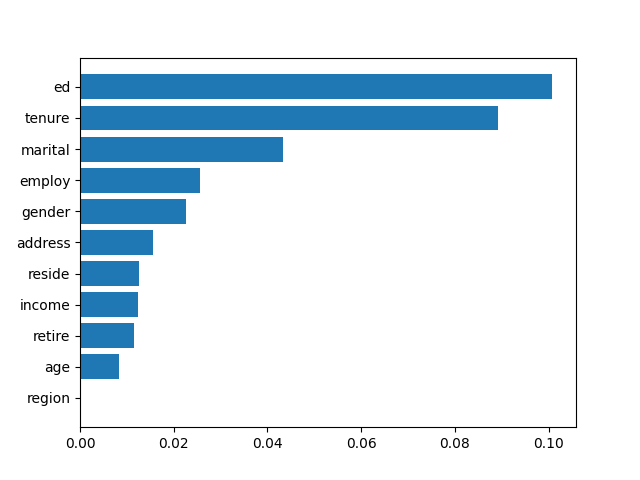 ed
tenure
marital
employ
gender
address
reside
income
retire
age
region
0.00 0.02 0.04 0.06 0.08 0.10